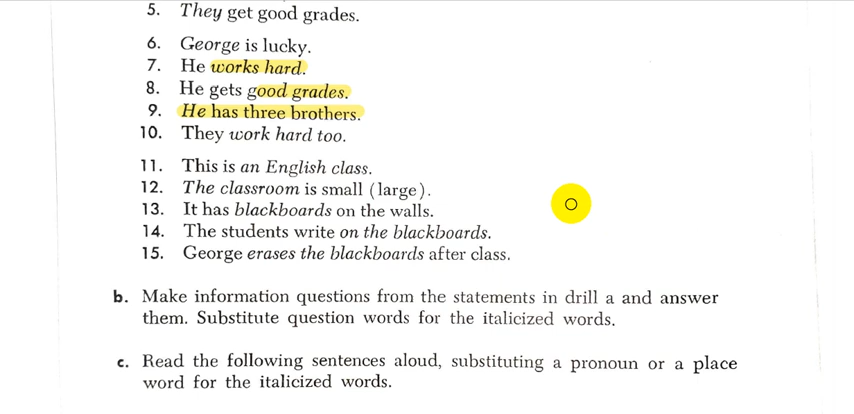 5. They get good grades.
6. George is lucky.
7. He works hard.
8. He gets good grades.
9. He has three brothers.
10. They work hard too.
11. This is an English class.
12. The classroom is small (large).
13. It has blackboards on the walls.
14. The students write on the blackboards.
15. George erases the blackboards after class.
b. Make information questions from the statements in drill a and answer
them. Substitute question words for the italicized words.
c. Read the following sentences aloud, substituting a pronoun or a place
word for the italicized words.